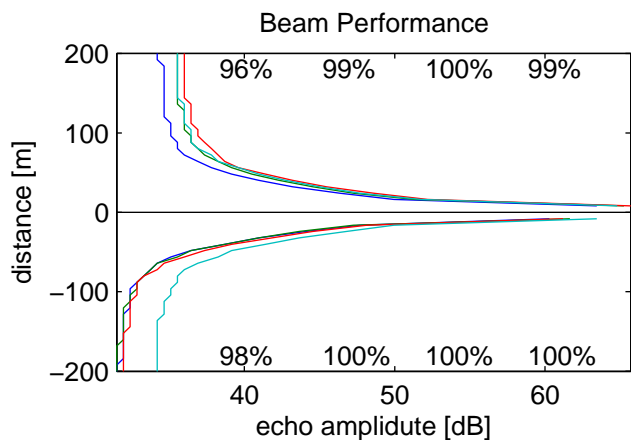 Beam Performance
200
96% 99% 100% 99%
100
distance [m]
0
−100
98% 100% 100% 100%
−200
40 50 60
echo amplidute [dB]